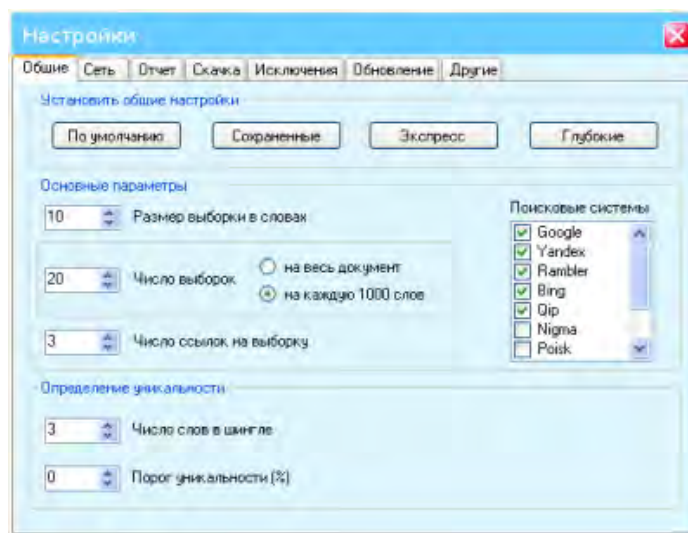 Настройки
Общие Сеть Отчет Скачка Исключения Обновление Другие
Установить общие настройки
По умолчанию Сохраненные Экспресс Глубокие
Основные параметры
10 Размер выборки в словах
Поисковые системы
Google
Yandex
Rambler
Bing
Qip
Nigma
Poisk
20 Число выборок
на весь документ
на каждую 1000 слов
3 Число ссылок на выборку
Определение уникальности
3 Число слов в шингле
0 Порог уникальности (%)